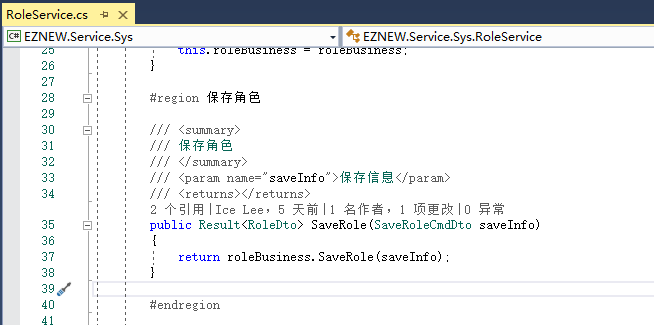 RoleService.cs
EZNEW.Service.Sys
EZNEW.Service.Sys.RoleService
25 this.roleBusiness = roleBusiness;
26 }
27
28 #region 保存角色
29
30 /// <summary>
31 /// 保存角色
32 /// </summary>
33 /// <param name="saveInfo">保存信息</param>
34 /// <returns></returns>
2 个引用|Ice Lee，5 天前|1 名作者，1 项更改|0 异常
35 public Result<RoleDto> SaveRole(SaveRoleCmdDto saveInfo)
36 {
37 return roleBusiness.SaveRole(saveInfo);
38 }
39
40 #endregion
41